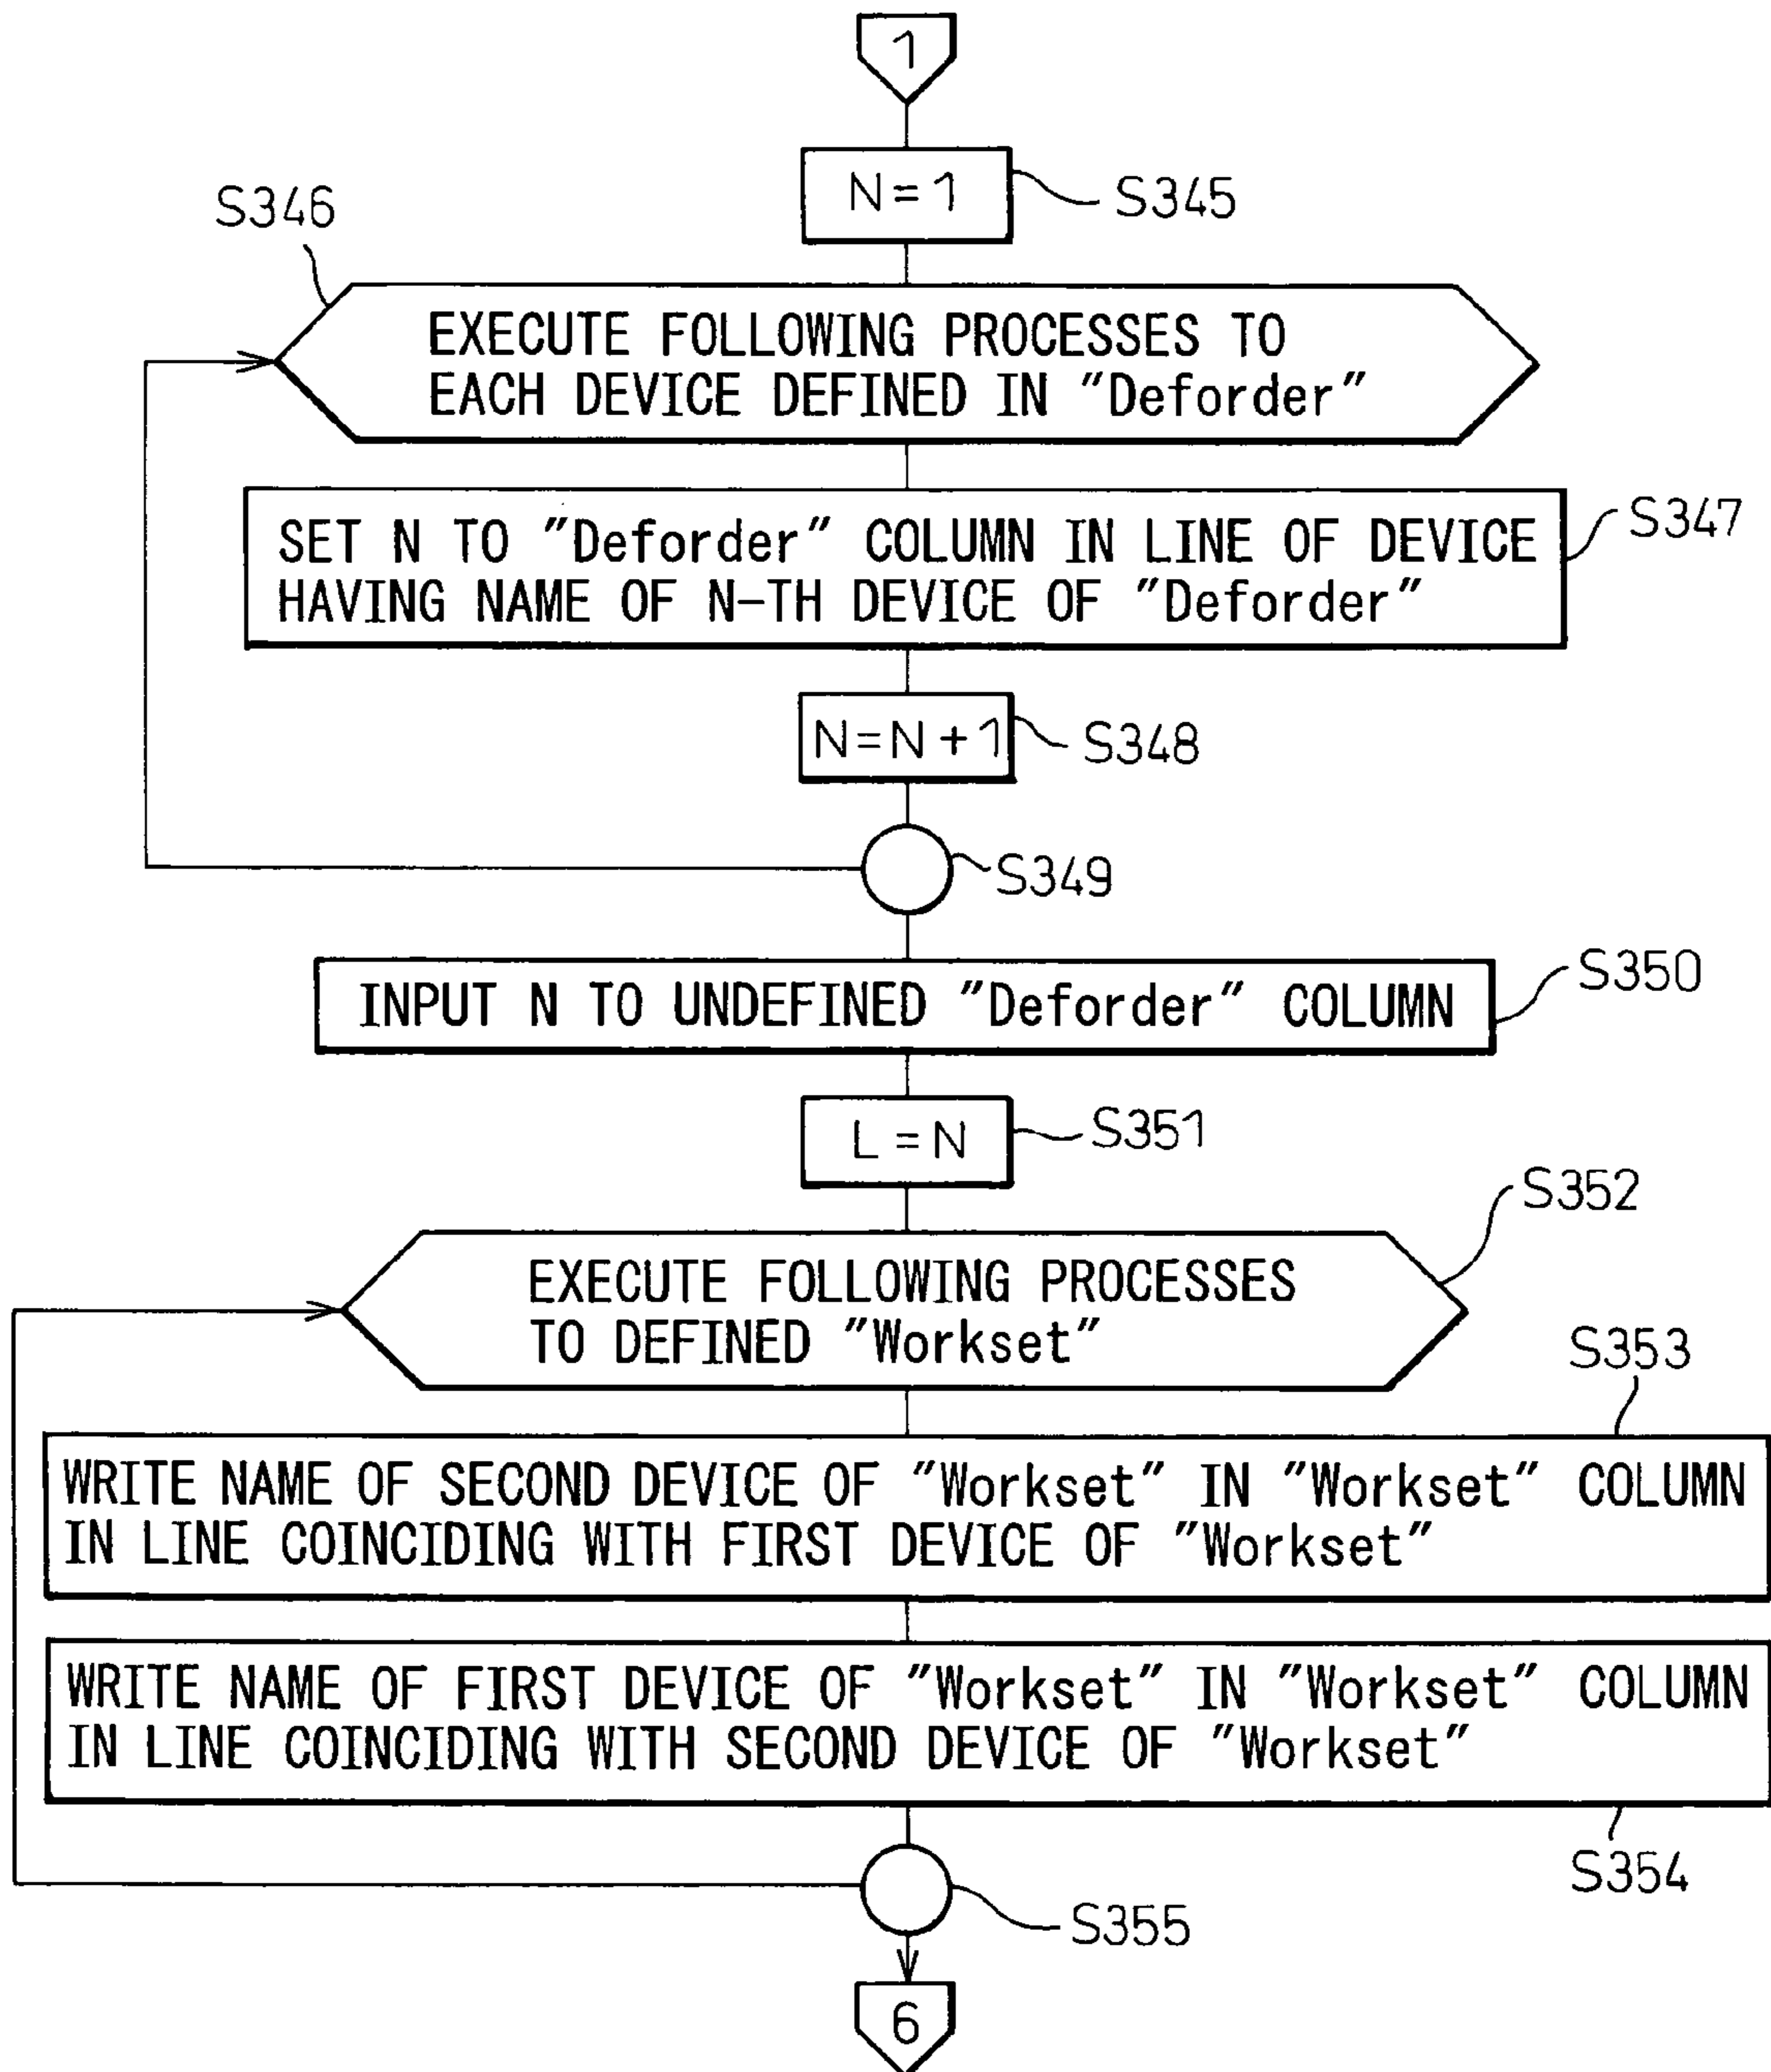 1
N=1
S345
S346
EXECUTE FOLLOWING PROCESSES TO
EACH DEVICE DEFINED IN "Deforder"
SET N TO "Deforder" COLUMN IN LINE OF DEVICE
HAVING NAME OF N-TH DEVICE OF "Deforder"
S347
N=N+1
S348
S349
INPUT N TO UNDEFINED "Deforder" COLUMN
S350
L=N
S351
S352
EXECUTE FOLLOWING PROCESSES
TO DEFINED "Workset"
S353
WRITE NAME OF SECOND DEVICE OF "Workset" IN "Workset" COLUMN
IN LINE COINCIDING WITH FIRST DEVICE OF "Workset"
WRITE NAME OF FIRST DEVICE OF "Workset" IN "Workset" COLUMN
IN LINE COINCIDING WITH SECOND DEVICE OF "Workset"
S354
S355
6